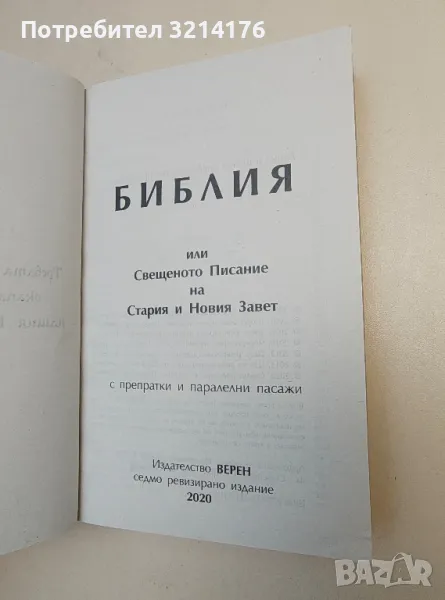 Потребител 3214176
БИБЛИЯ
или
Свещеното Писание
на
Стария и Новия Завет
с препратки и паралелни пасажи
Издателство ВЕРЕН
седмо ревизирано издание
2020
BAZAR